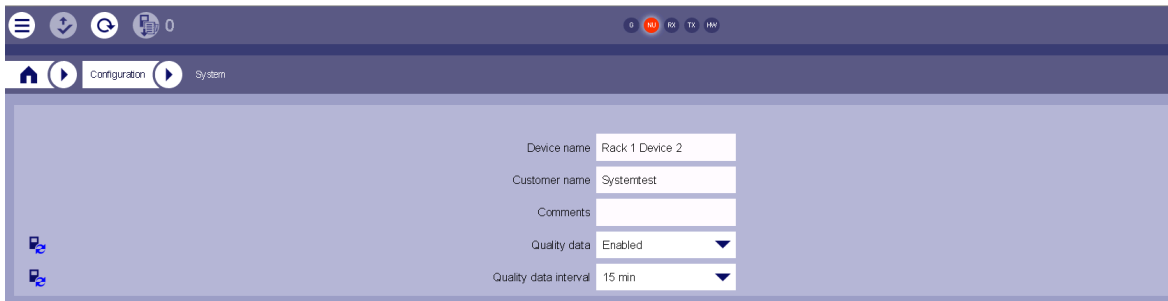 0 G NU RX TX HW
Configuration System
Device name Rack 1 Device 2
Customer name Systemtest
Comments
Quality data Enabled
Quality data interval 15 min